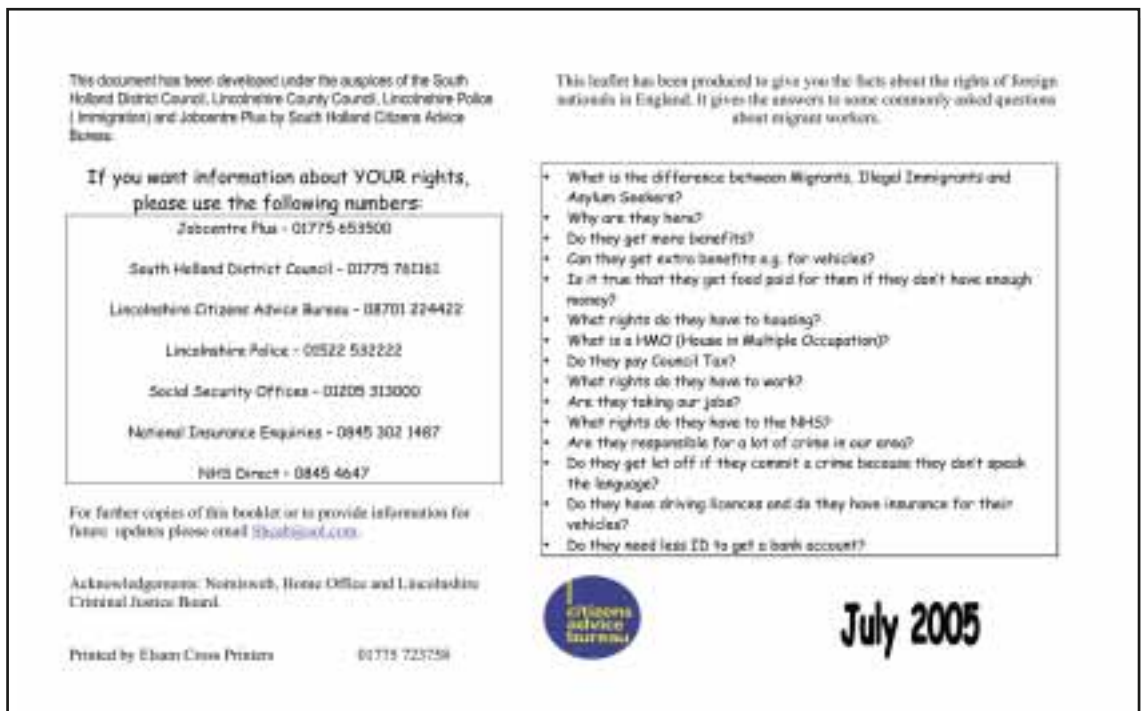 This document has been developed under the auspices of the South
Holland District Council, Lincolnshire County Council, Lincolnshire Police
( Immigration) and Jobcentre Plus by South Holland Citizens Advice
Bureau.
If you want information about YOUR rights,
please use the following numbers:
Jobcentre Plus - 01775 653500
South Holland District Council - 01775 761161
Lincolnshire Citizens Advice Bureau - 08701 224422
Lincolnshire Police - 01522 532222
Social Security Offices - 01205 313000
National Insurance Enquiries - 0845 302 1487
NHS Direct - 0845 4647
For further copies of this booklet or to provide information for
future updates please email
Acknowledgements: Nomisweb, Home Office and Lincolnshire
Criminal Justice Board.
Printed by Elsam Cross Printers 01775 723758
This leaflet has been produced to give you the facts about the rights of foreign
nationals in England. It gives the answers to some commonly asked questions
about migrant workers.
• What is the difference between Migrants, Illegal Immigrants and
Asylum Seekers?
• Why are they here?
• Do they get more benefits?
• Can they get extra benefits e.g. for vehicles?
• Is it true that they get food paid for them if they don't have enough
money?
• What rights do they have to housing?
• What is a HMO (House in Multiple Occupation)?
• Do they pay Council Tax?
• What rights do they have to work?
• Are they taking our jobs?
• What rights do they have to the NHS?
• Are they responsible for a lot of crime in our area?
• Do they get let off if they commit a crime because they don't speak
the language?
• Do they have driving licences and do they have insurance for their
vehicles?
• Do they need less ID to get a bank account?
citizens
advice
bureau
July 2005